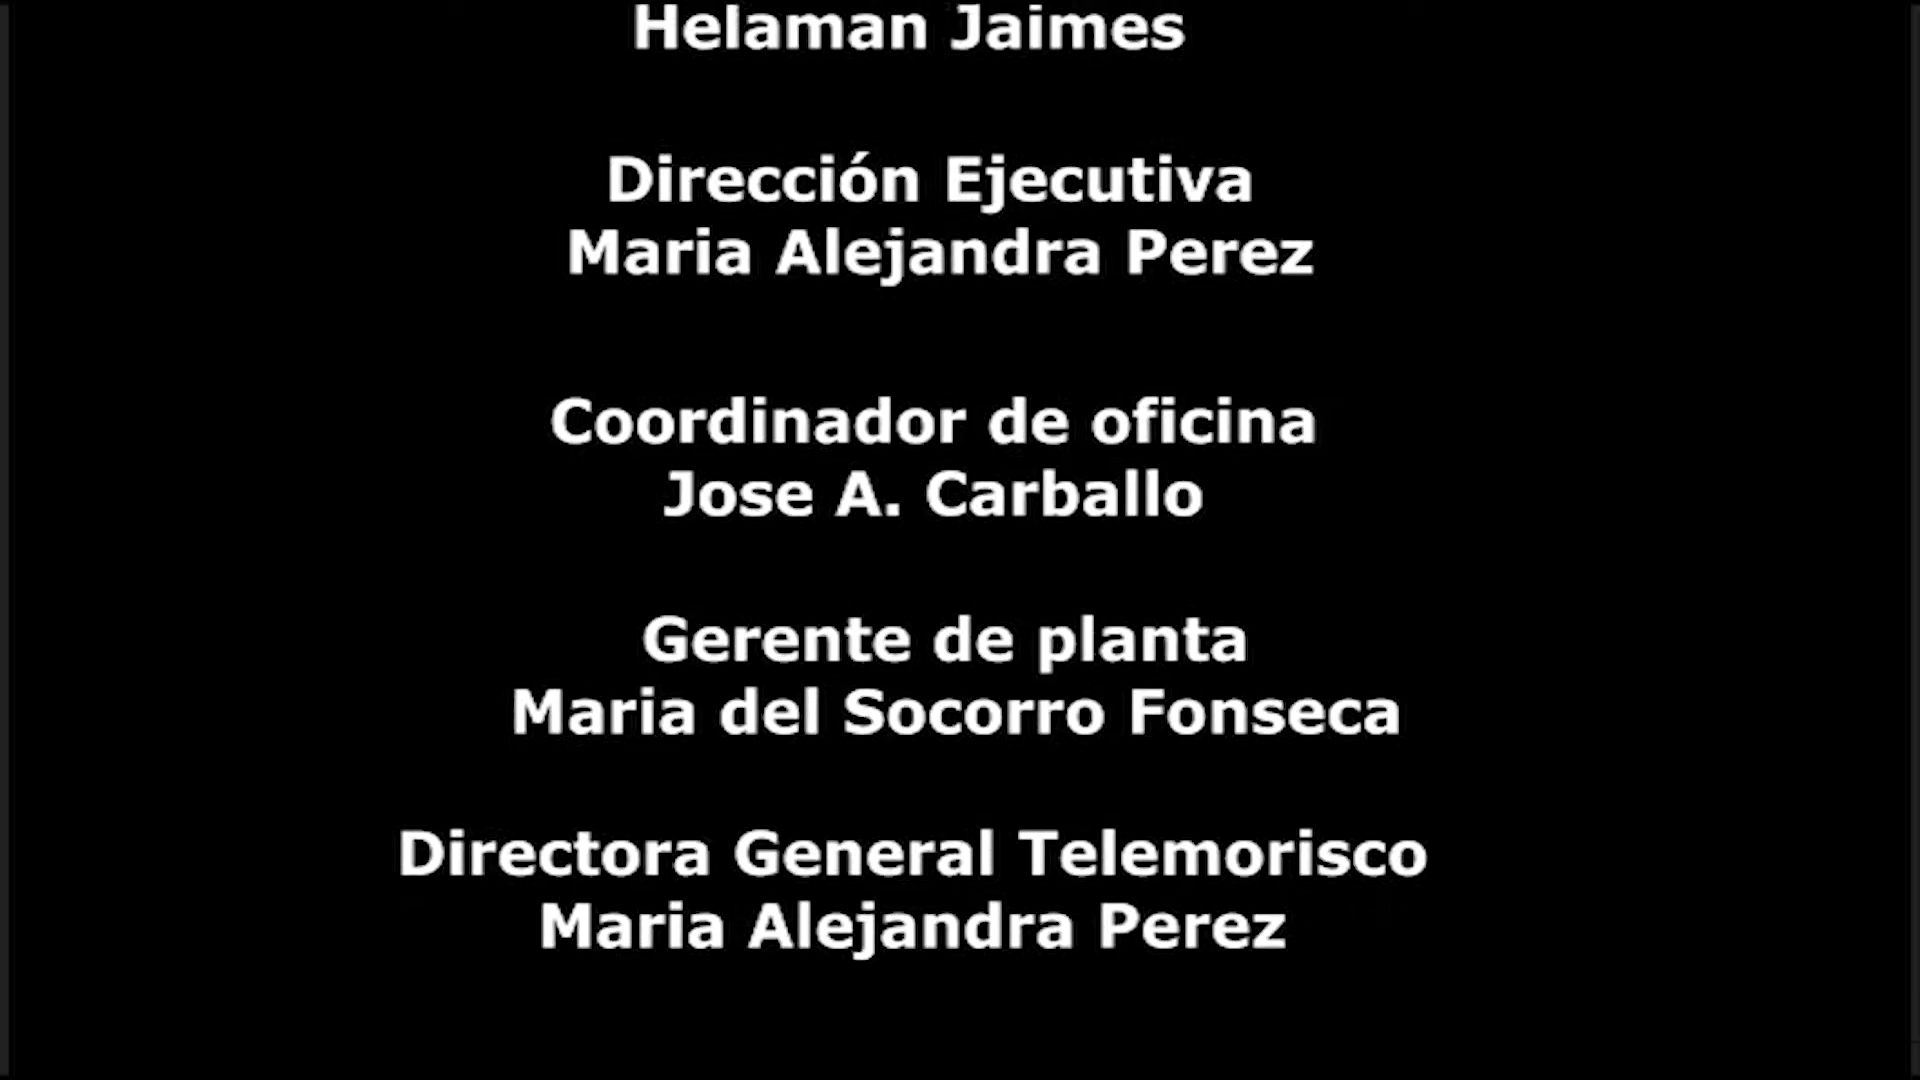 Helaman Jaimes
Dirección Ejecutiva
Maria Alejandra Perez
Coordinador de oficina
Jose A. Carballo
Gerente de planta
Maria del Socorro Fonseca
Directora General Telemorisco
Maria Alejandra Perez